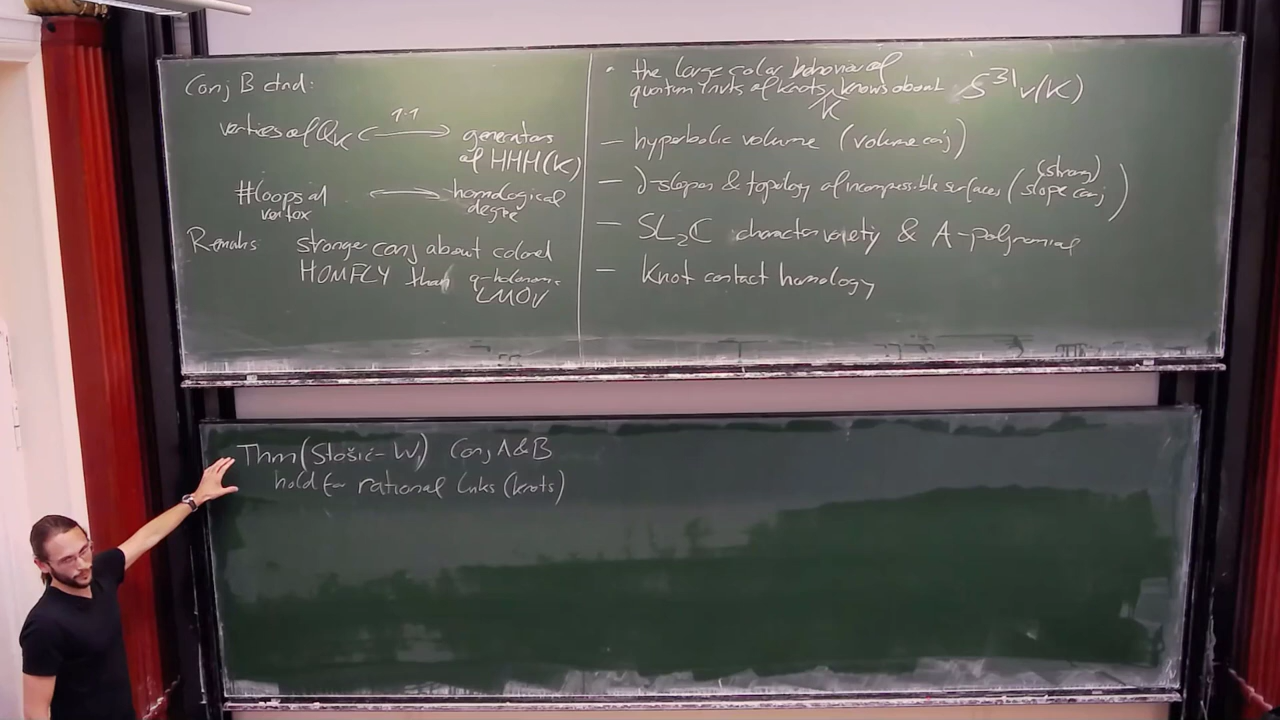 Conj B ctnd:
vertices of Q_K ⟷ 1:1 generators of HHH(K)
#loops at vertex ⟷ homological degree
Remarks: stronger conj about colored
HOMFLY than q-holonom.
LMOV
• the large color behaviour of
quantum invts of knots K knows about S³\ν(K)
– hyperbolic volume (volume conj)
– ∂-slopes & topology of incompressible surfaces ((strong) slope conj)
– SL₂ℂ character variety & A-polynomial
– Knot contact homology
Thm (Stošić-W) Conj A&B
hold for rational links (knots)